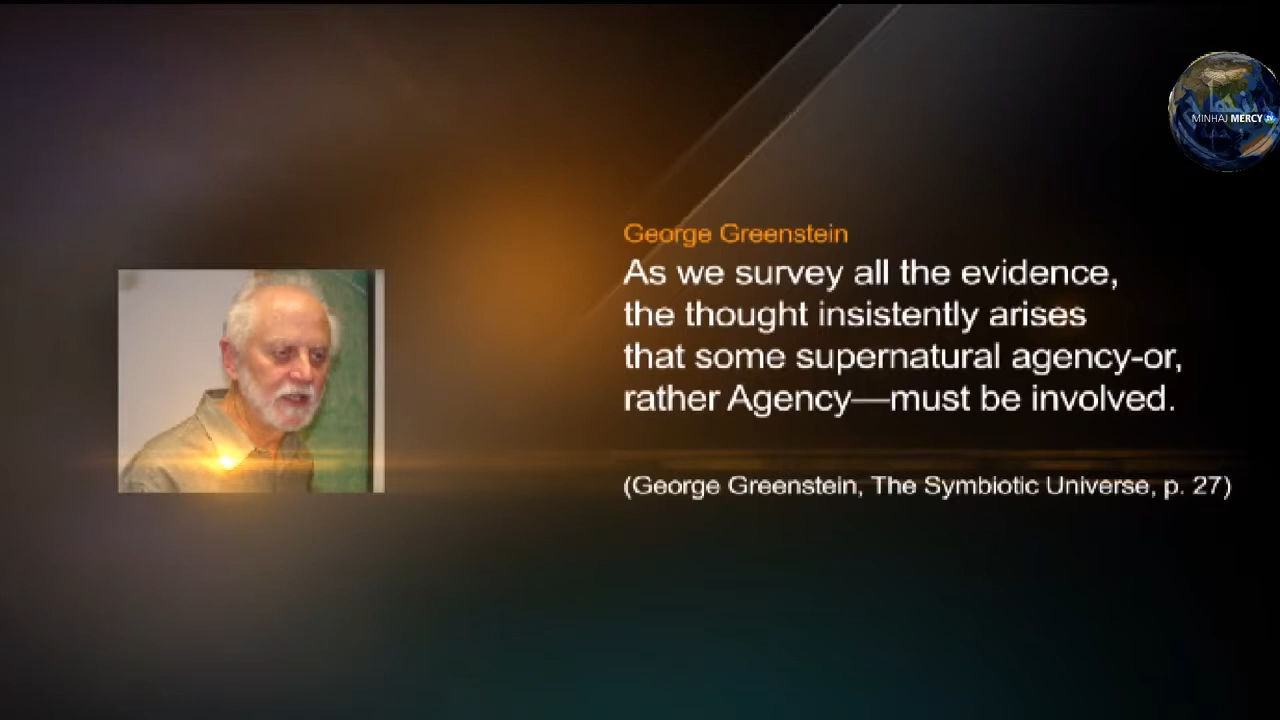 George Greenstein
As we survey all the evidence,
the thought insistently arises
that some supernatural agency-or,
rather Agency—must be involved.
(George Greenstein, The Symbiotic Universe, p. 27)
MINHAJ MERCY.tv